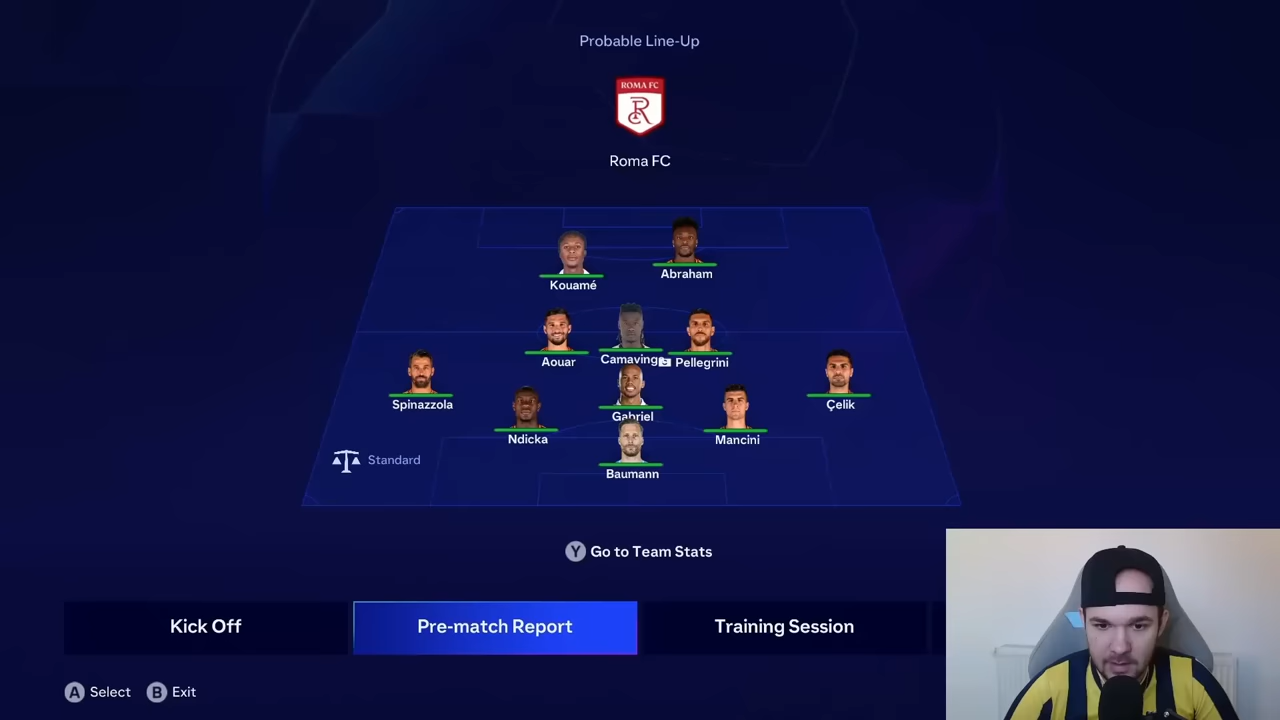 Probable Line-Up
ROMA FC
Roma FC
Kouamé
Abraham
Aouar
Camavinga
Pellegrini
Spinazzola
Çelik
Gabriel
Ndicka
Mancini
Baumann
Standard
Y Go to Team Stats
Kick Off
Pre-match Report
Training Session
A Select B Exit